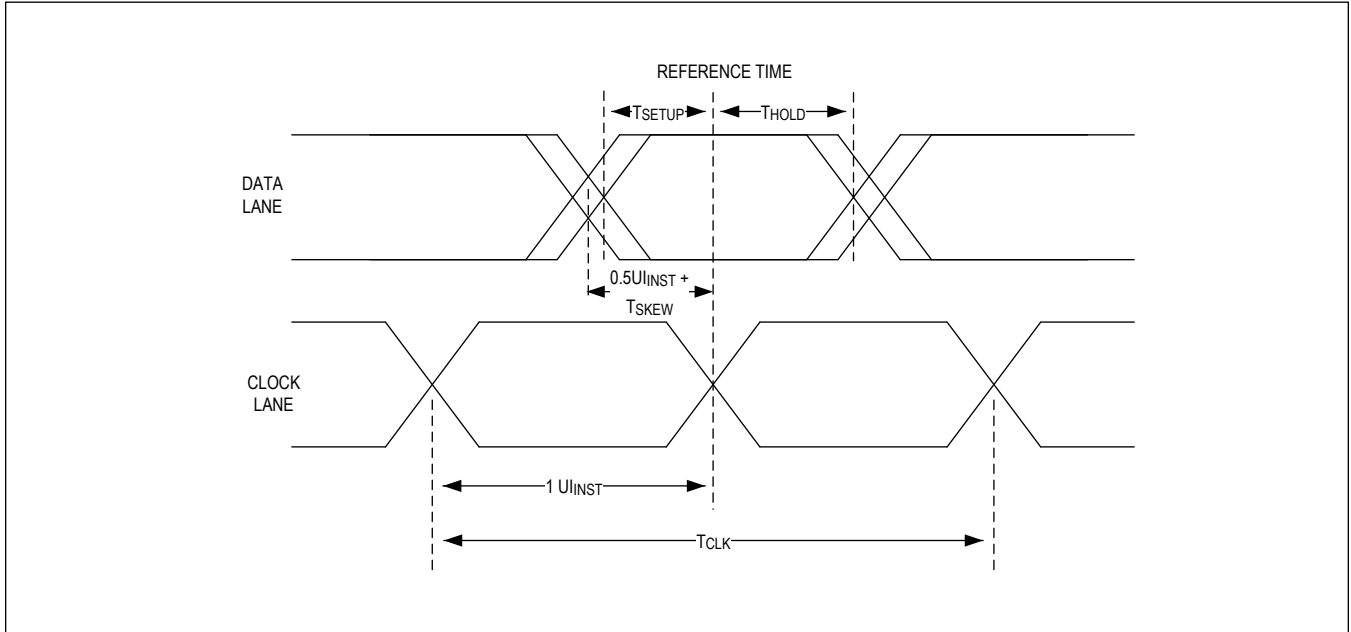 REFERENCE TIME
TSETUP
THOLD
DATA
LANE
0.5UIINST +
TSKEW
CLOCK
LANE
1 UIINST
TCLK